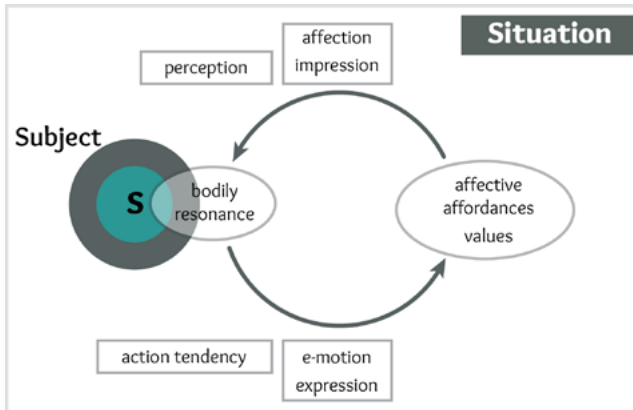 Situation
affection
impression
perception
Subject
S
bodily
resonance
affective
affordances
values
action tendency
e-motion
expression